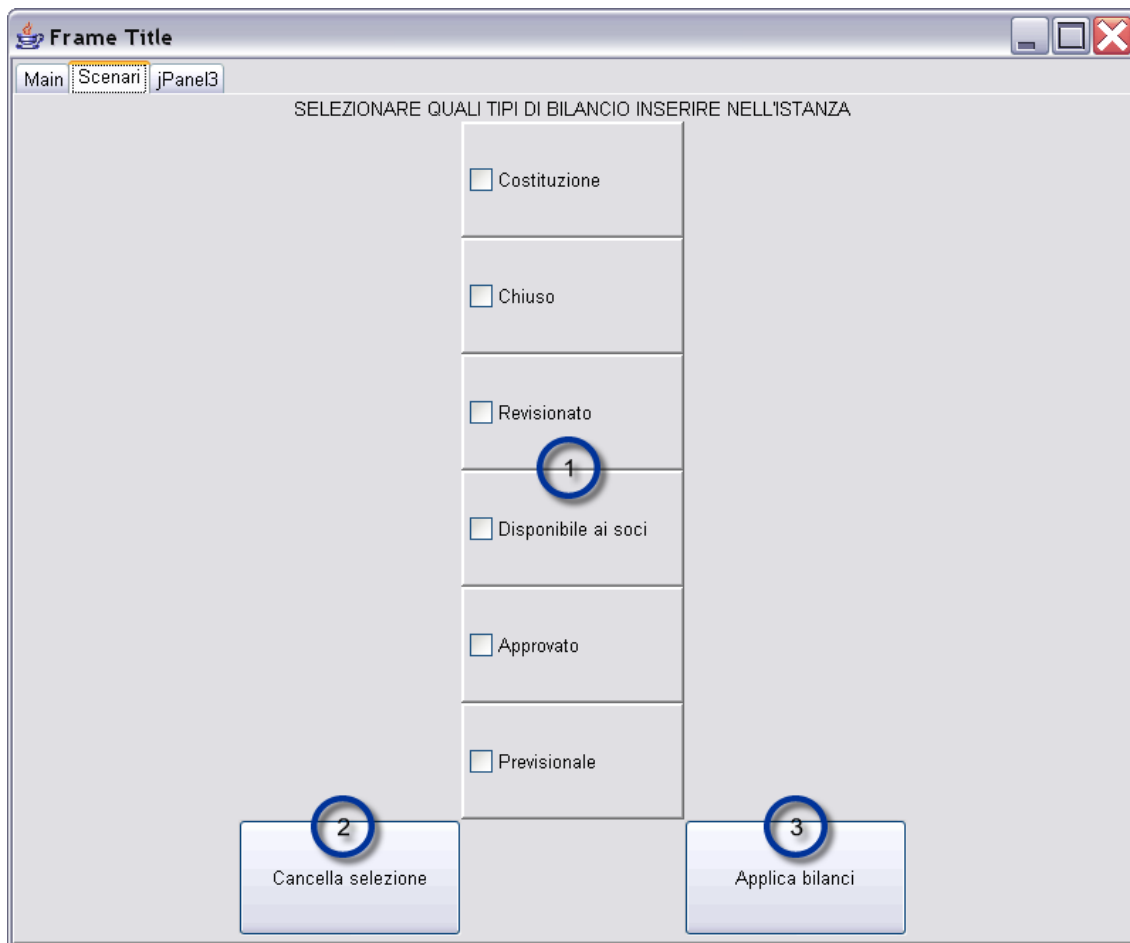 Frame Title
Main Scenari jPanel3
SELEZIONARE QUALI TIPI DI BILANCIO INSERIRE NELL'ISTANZA
Costituzione
Chiuso
Revisionato
1
Disponibile ai soci
Approvato
Previsionale
2 3
Cancella selezione Applica bilanci